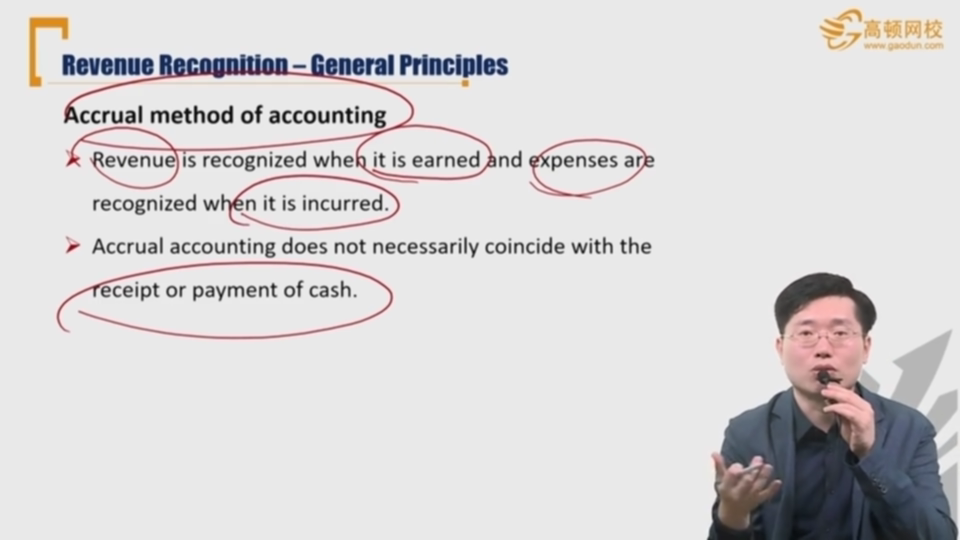 高顿网校
www.gaodun.com
Revenue Recognition – General Principles
Accrual method of accounting
Revenue is recognized when it is earned and expenses are
recognized when it is incurred.
Accrual accounting does not necessarily coincide with the
receipt or payment of cash.